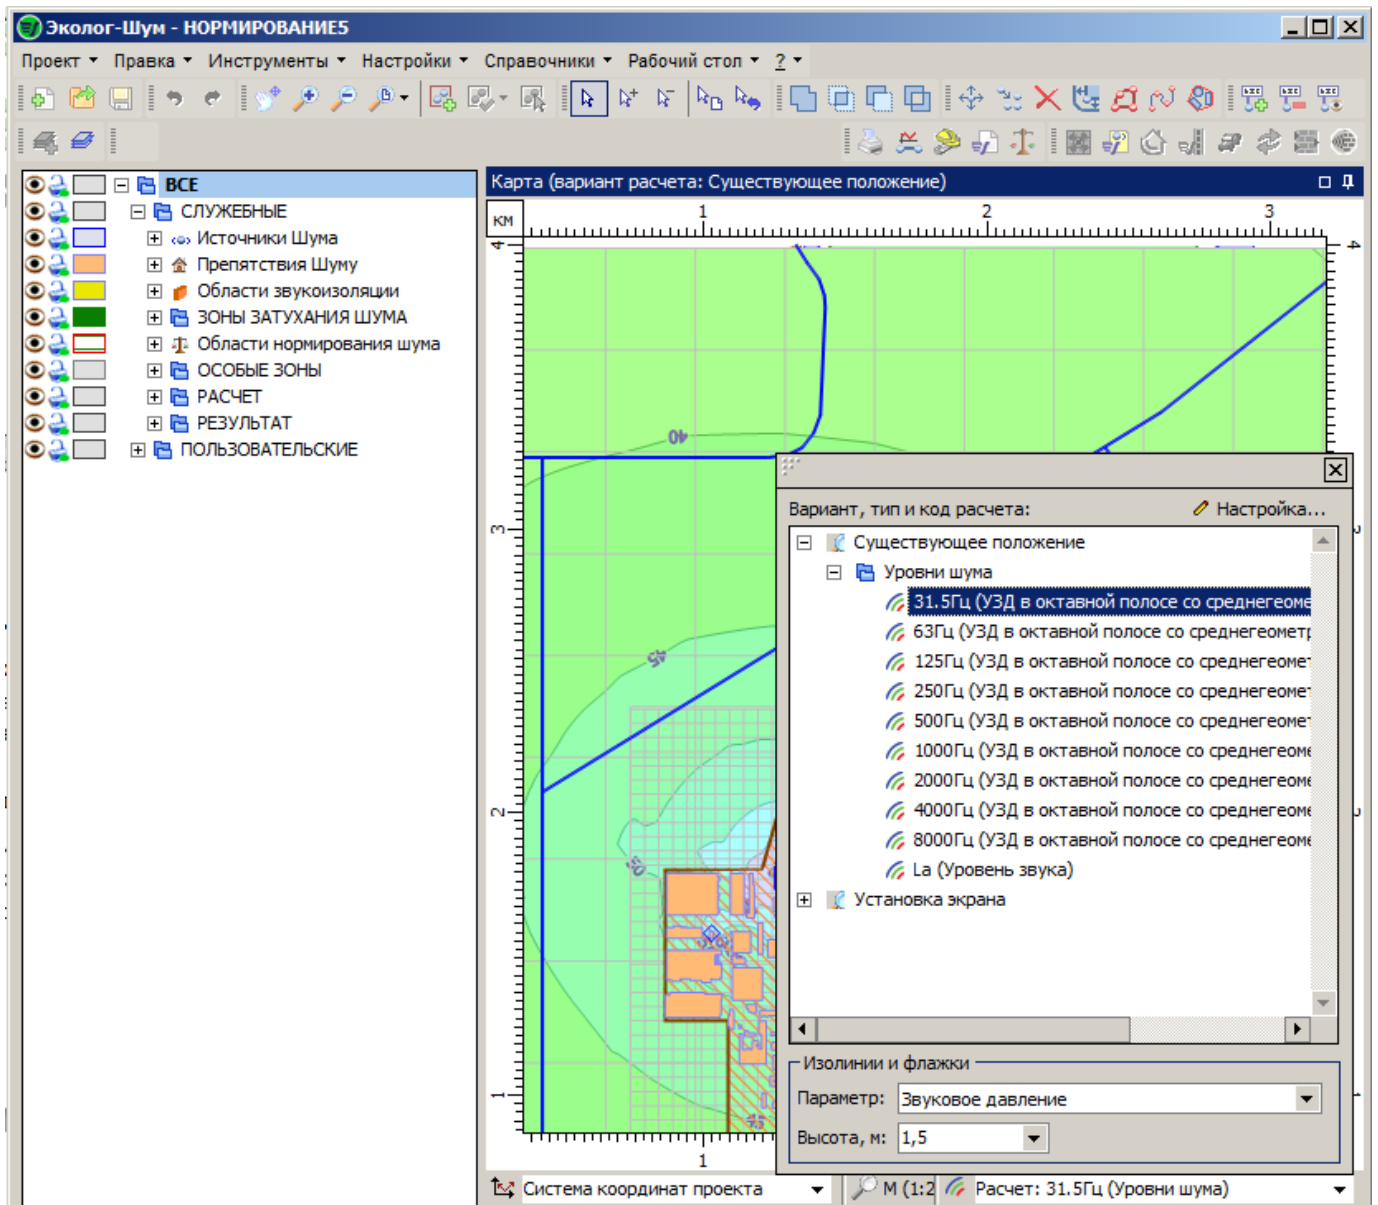 Эколог-Шум - НОРМИРОВАНИЕ5
Проект Правка Инструменты Настройки Справочники Рабочий стол ?
ВСЕ
СЛУЖЕБНЫЕ
Источники Шума
Препятствия Шуму
Области звукоизоляции
ЗОНЫ ЗАТУХАНИЯ ШУМА
Области нормирования шума
ОСОБЫЕ ЗОНЫ
РАСЧЕТ
РЕЗУЛЬТАТ
ПОЛЬЗОВАТЕЛЬСКИЕ
Карта (вариант расчета: Существующее положение)
км
1 2 3
4 4
40
3
45
2
50
1
45
1
Вариант, тип и код расчета: Настройка...
Существующее положение
Уровни шума
31.5Гц (УЗД в октавной полосе со среднегеоме
63Гц (УЗД в октавной полосе со среднегеометр
125Гц (УЗД в октавной полосе со среднегеомет
250Гц (УЗД в октавной полосе со среднегеомет
500Гц (УЗД в октавной полосе со среднегеомет
1000Гц (УЗД в октавной полосе со среднегеоме
2000Гц (УЗД в октавной полосе со среднегеоме
4000Гц (УЗД в октавной полосе со среднегеоме
8000Гц (УЗД в октавной полосе со среднегеоме
La (Уровень звука)
Установка экрана
Изолинии и флажки
Параметр: Звуковое давление
Высота, м: 1,5
Система координат проекта М (1:2 Расчет: 31.5Гц (Уровни шума)